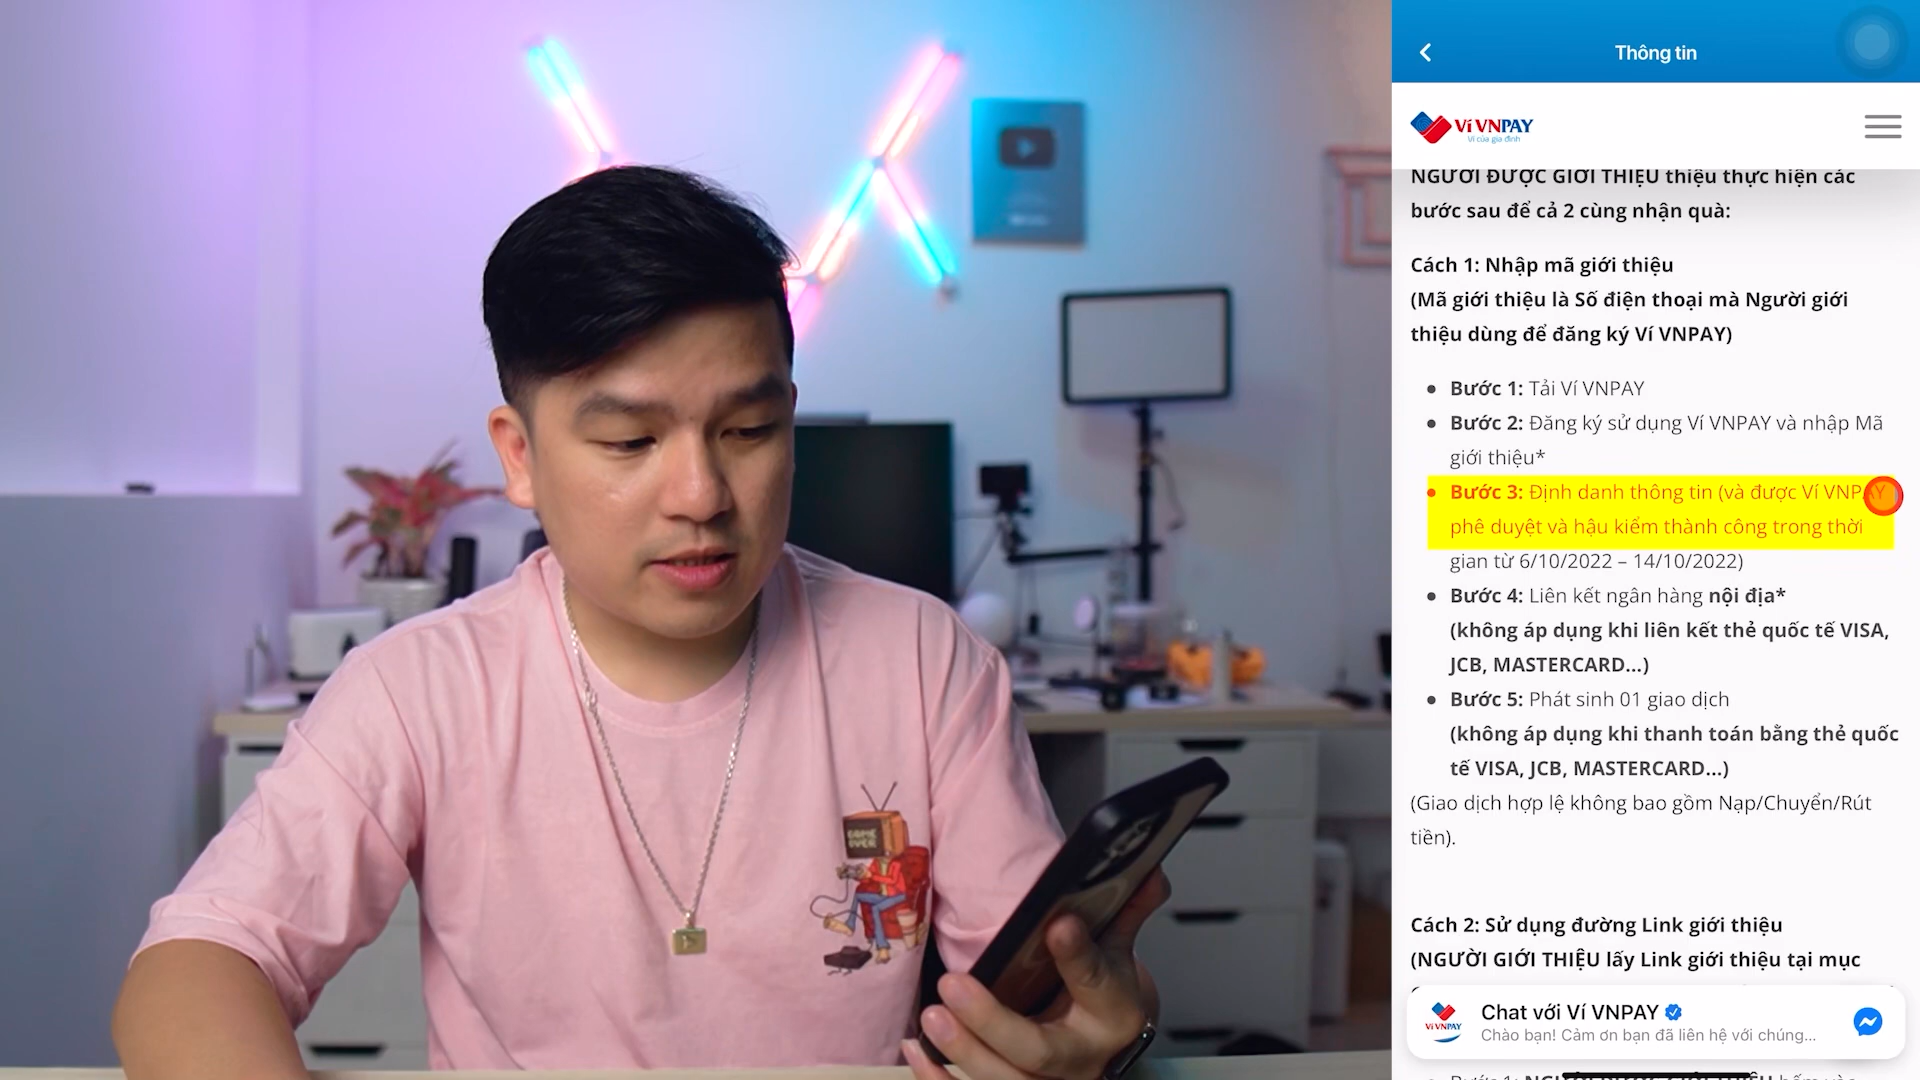 GAME
OVER
Thông tin
Ví VNPAY
Ví của gia đình
NGƯỜI ĐƯỢC GIỚI THIỆU thiệu thực hiện các
bước sau để cả 2 cùng nhận quà:
Cách 1: Nhập mã giới thiệu
(Mã giới thiệu là Số điện thoại mà Người giới
thiệu dùng để đăng ký Ví VNPAY)
Bước 1: Tải Ví VNPAY
Bước 2: Đăng ký sử dụng Ví VNPAY và nhập Mã
giới thiệu*
Bước 3: Định danh thông tin (và được Ví VNPAY
phê duyệt và hậu kiểm thành công trong thời
gian từ 6/10/2022 – 14/10/2022)
Bước 4: Liên kết ngân hàng nội địa*
(không áp dụng khi liên kết thẻ quốc tế VISA,
JCB, MASTERCARD...)
Bước 5: Phát sinh 01 giao dịch
(không áp dụng khi thanh toán bằng thẻ quốc
tế VISA, JCB, MASTERCARD...)
(Giao dịch hợp lệ không bao gồm Nạp/Chuyển/Rút
tiền).
Cách 2: Sử dụng đường Link giới thiệu
(NGƯỜI GIỚI THIỆU lấy Link giới thiệu tại mục
Chat với Ví VNPAY
Ví VNPAY
Chào bạn! Cảm ơn bạn đã liên hệ với chúng...